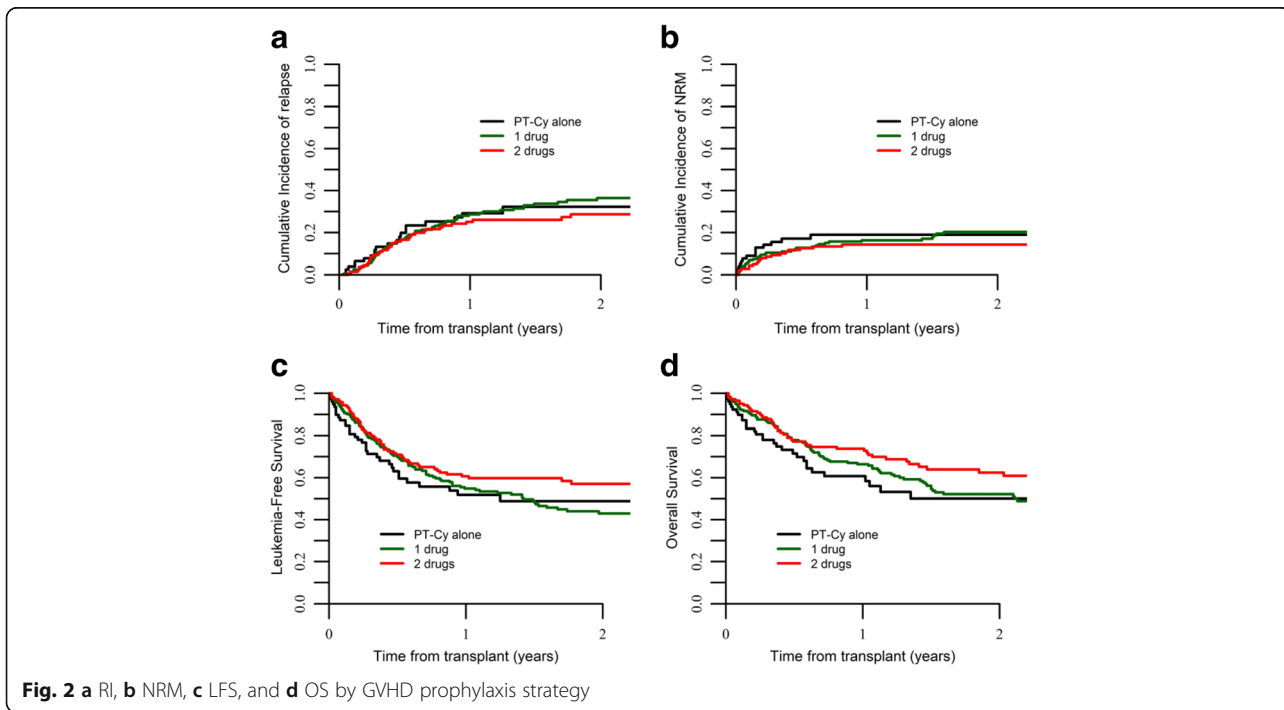 a
Cumulative Incidence of relapse
0.0 0.2 0.4 0.6 0.8 1.0
PT-Cy alone
1 drug
2 drugs
0 1 2
Time from transplant (years)
b
Cumulative Incidence of NRM
0.0 0.2 0.4 0.6 0.8 1.0
PT-Cy alone
1 drug
2 drugs
0 1 2
Time from transplant (years)
c
Leukemia-Free Survival
0.0 0.2 0.4 0.6 0.8 1.0
PT-Cy alone
1 drug
2 drugs
0 1 2
Time from transplant (years)
d
Overall Survival
0.0 0.2 0.4 0.6 0.8 1.0
PT-Cy alone
1 drug
2 drugs
0 1 2
Time from transplant (years)
Fig. 2 a RI, b NRM, c LFS, and d OS by GVHD prophylaxis strategy